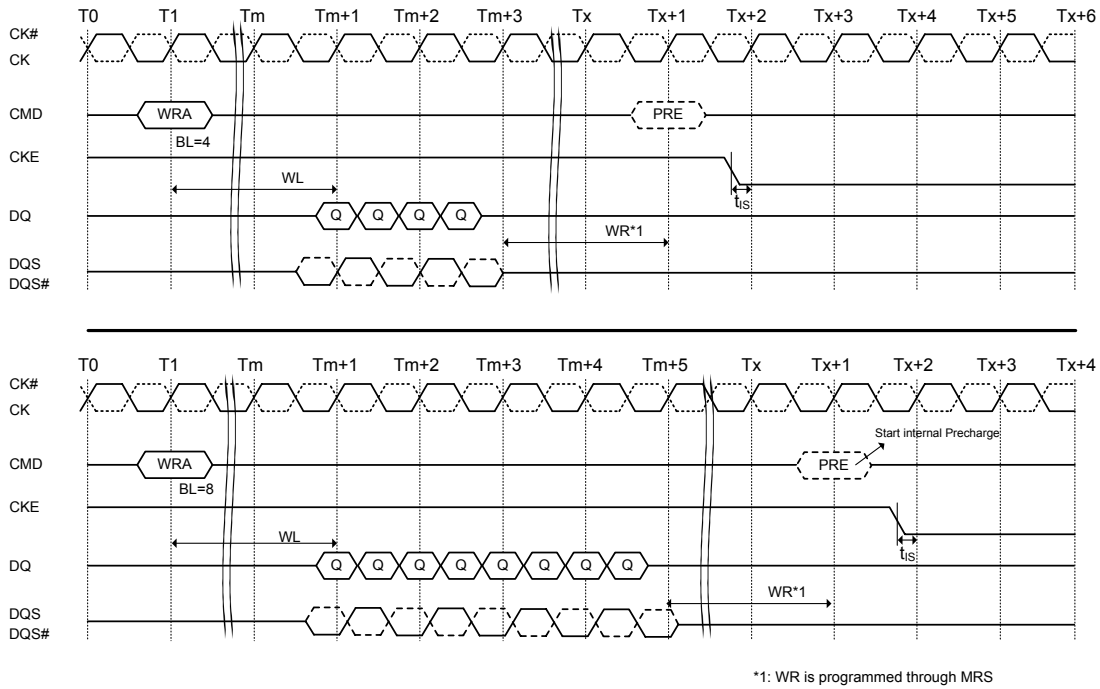 T0 T1 Tm Tm+1 Tm+2 Tm+3 Tx Tx+1 Tx+2 Tx+3 Tx+4 Tx+5 Tx+6
CK#
CK
CMD WRA PRE
BL=4
CKE
WL
tIS
DQ Q Q Q Q
WR*1
DQS
DQS#
T0 T1 Tm Tm+1 Tm+2 Tm+3 Tm+4 Tm+5 Tx Tx+1 Tx+2 Tx+3 Tx+4
CK#
CK
Start internal Precharge
CMD WRA PRE
BL=8
CKE
WL
tIS
DQ Q Q Q Q Q Q Q Q
WR*1
DQS
DQS#
*1: WR is programmed through MRS